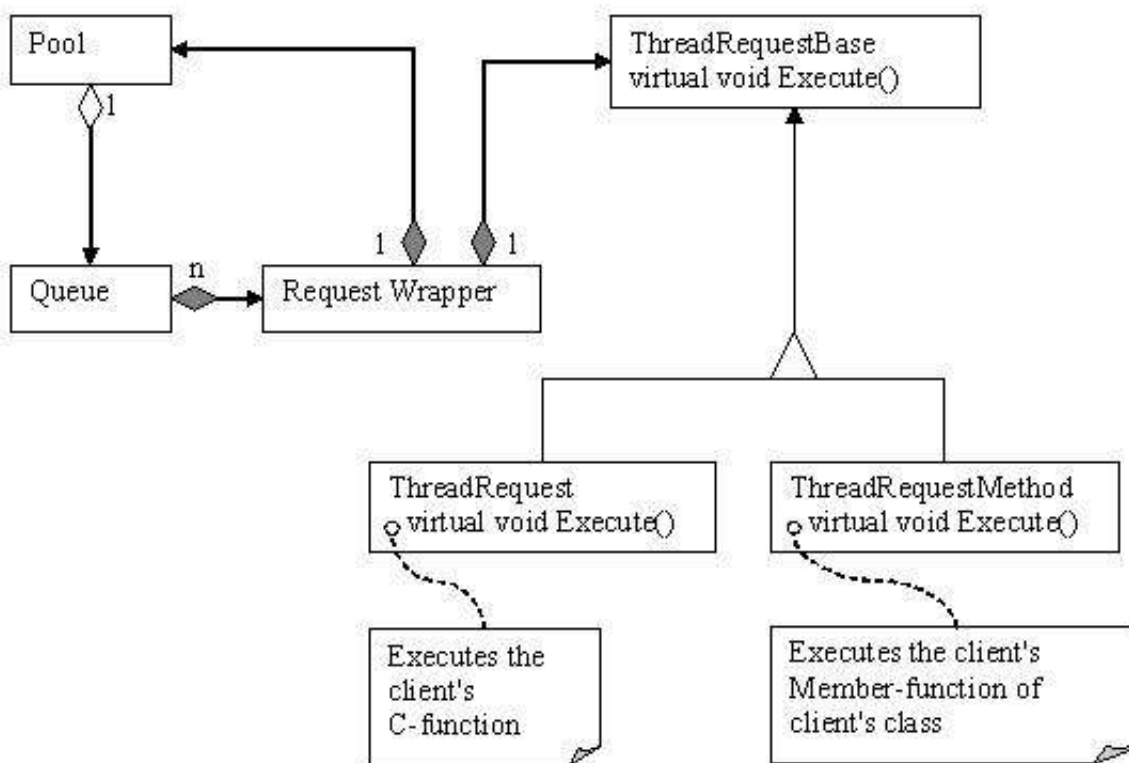 Pool
ThreadRequestBase
virtual void Execute()
1
1
1
n
Queue
Request Wrapper
ThreadRequest
virtual void Execute()
ThreadRequestMethod
virtual void Execute()
Executes the
client's
C-function
Executes the client's
Member-function of
client's class